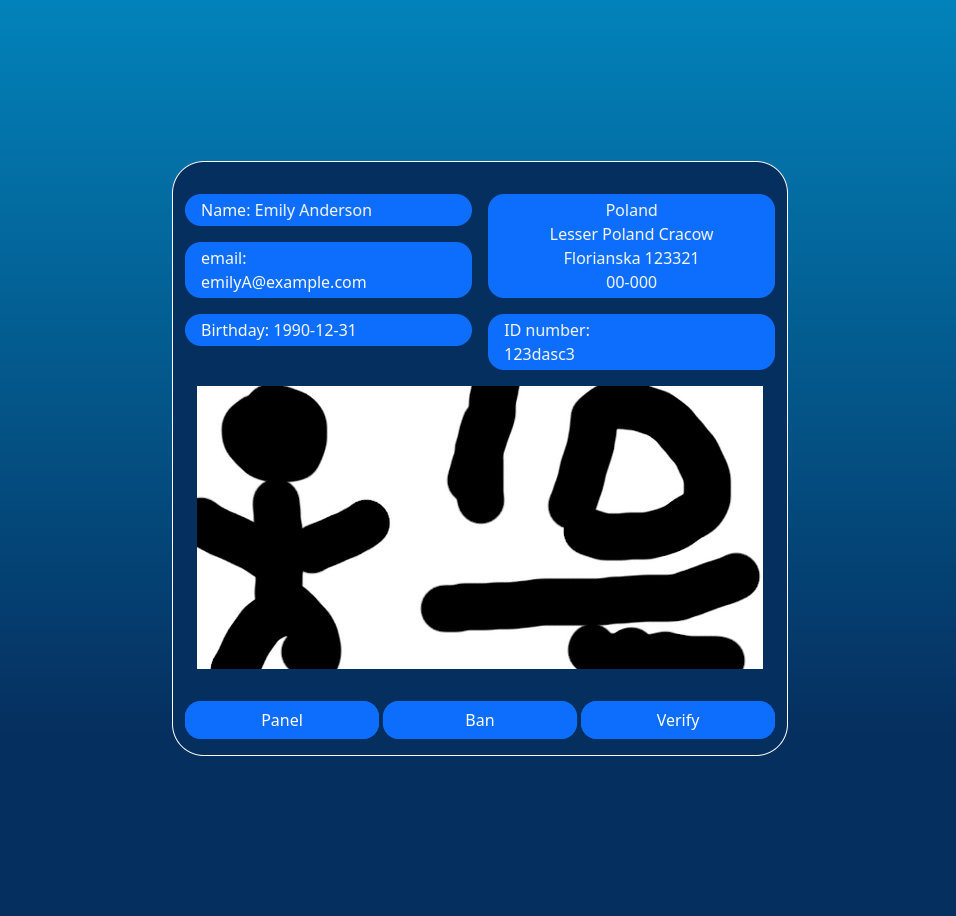 Name: Emily Anderson
email:
emilyA@example.com
Birthday: 1990-12-31
Poland
Lesser Poland Cracow
Florianska 123321
00-000
ID number:
123dasc3
ID
Panel
Ban
Verify